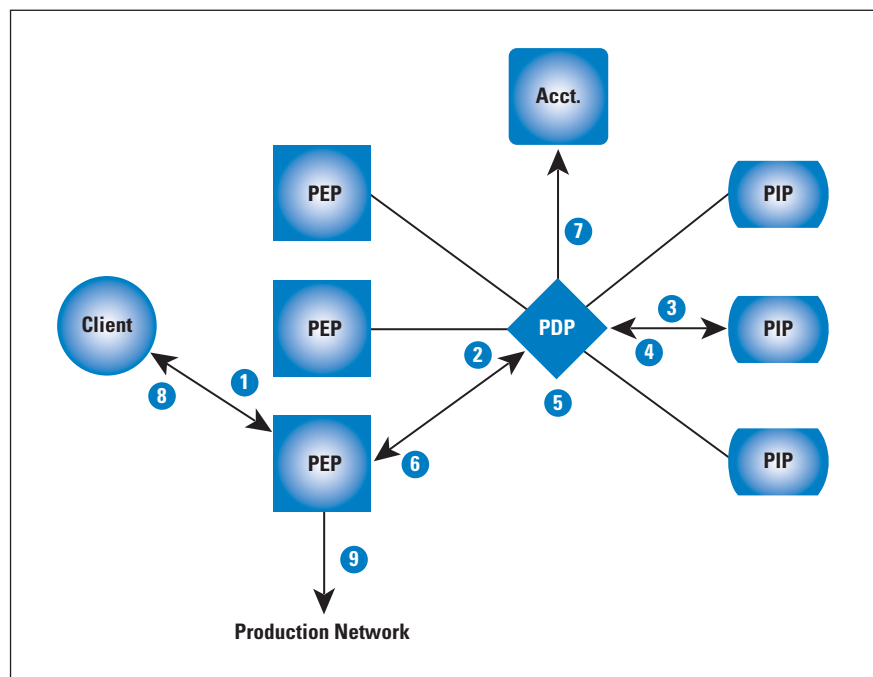 Acct.
PEP
PIP
7
Client
PEP
PDP
3
PIP
2
4
1
8
5
PEP
6
PIP
9
Production Network